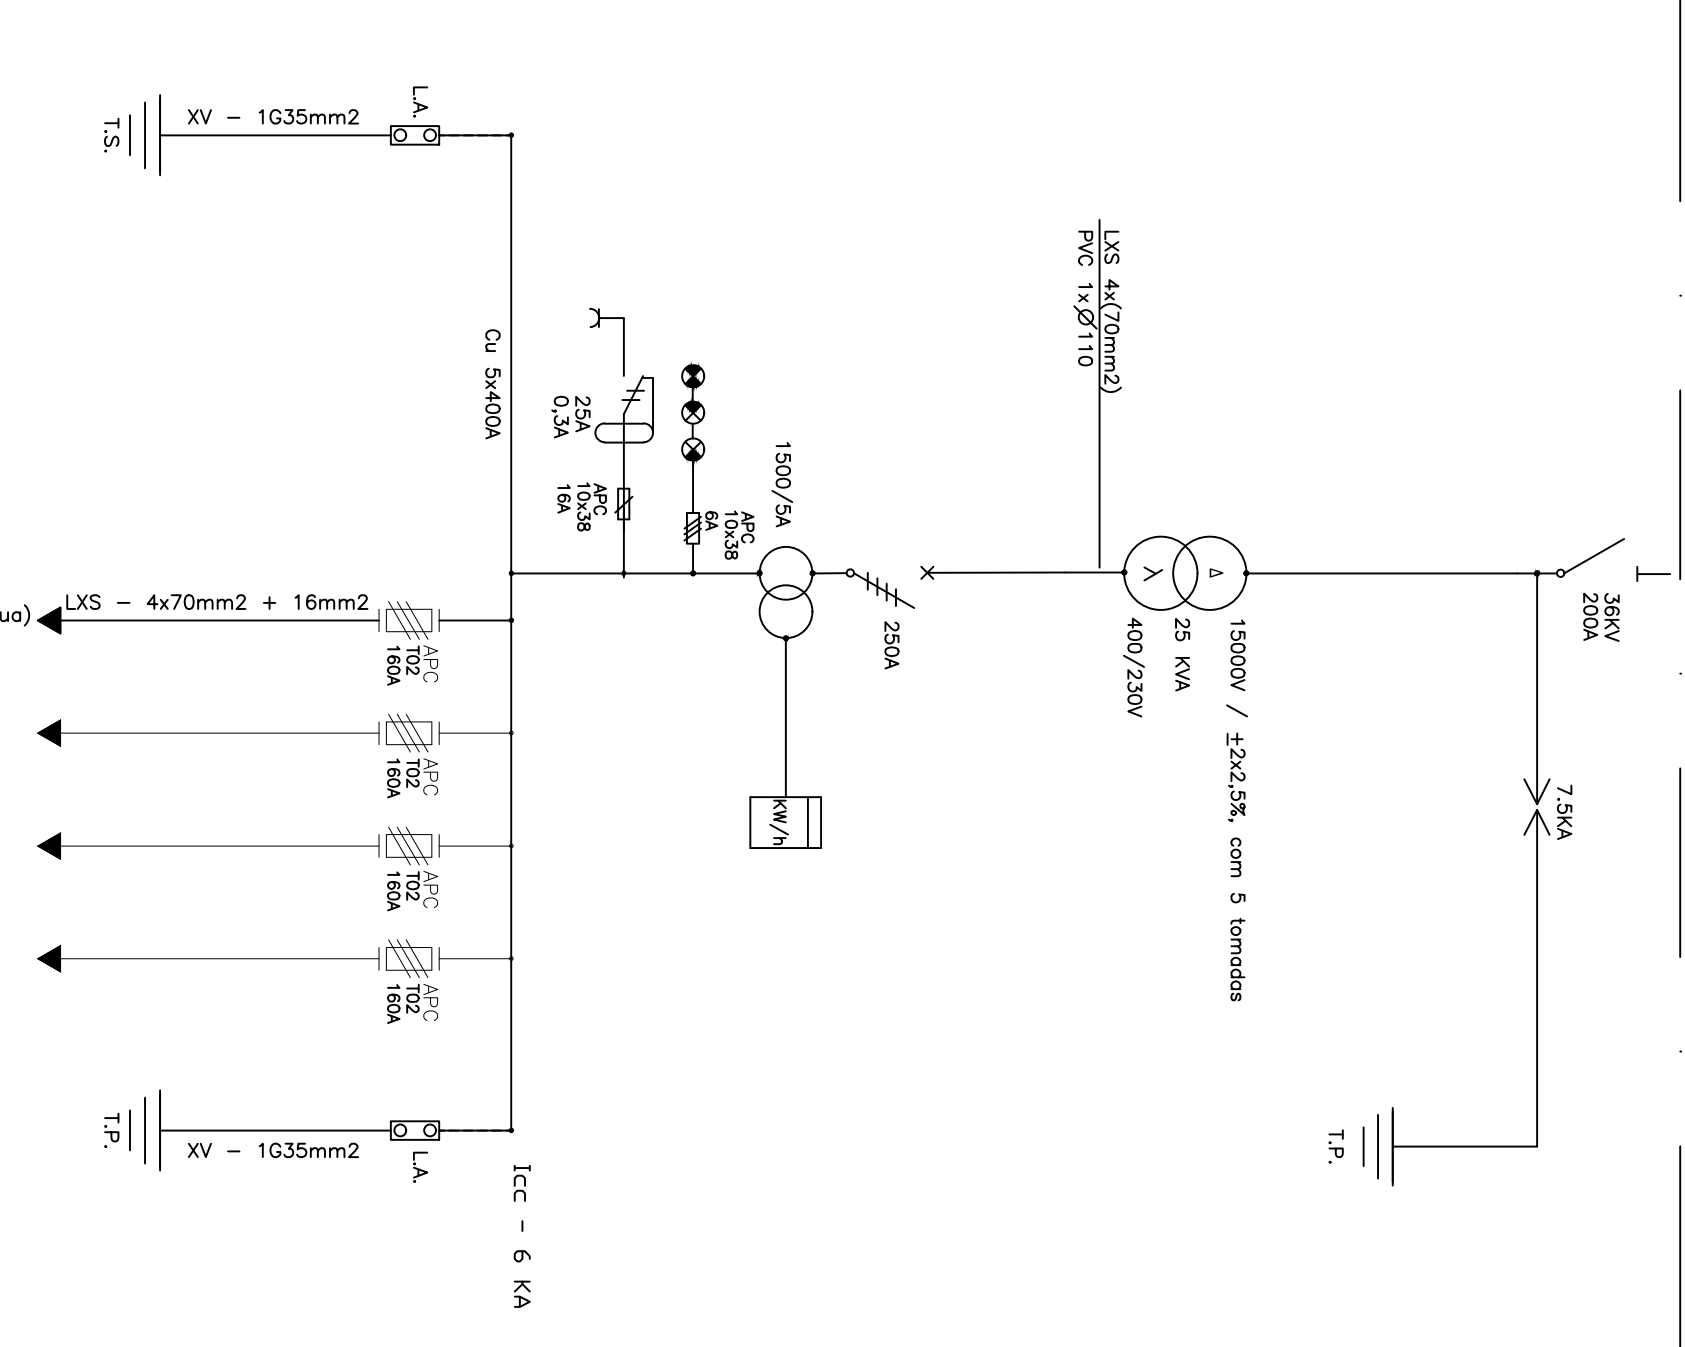 36KV
200A
7.5KA
T.P.
15000V / ±2x2,5%, com 5 tomadas
25 KVA
400/230V
LXS 4x(70mm2)
PVC 1xØ110
250A
1500/5A
KW/h
APC
10x38
6A
APC
10x38
16A
25A
0,3A
Cu 5x400A
Icc - 6 KA
L.A.
XV - 1G35mm2
T.S.
LXS - 4x70mm2 + 16mm2
APC
T02
160A
APC
T02
160A
APC
T02
160A
APC
T02
160A
L.A.
XV - 1G35mm2
T.P.